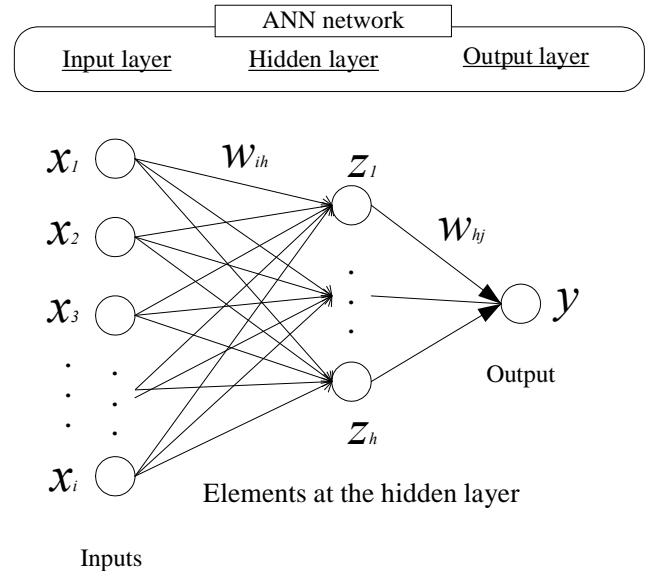 ANN network
Input layer Hidden layer Output layer
x1 wih z1
x2 whj
x3 y
Output
xi zh
Elements at the hidden layer
Inputs